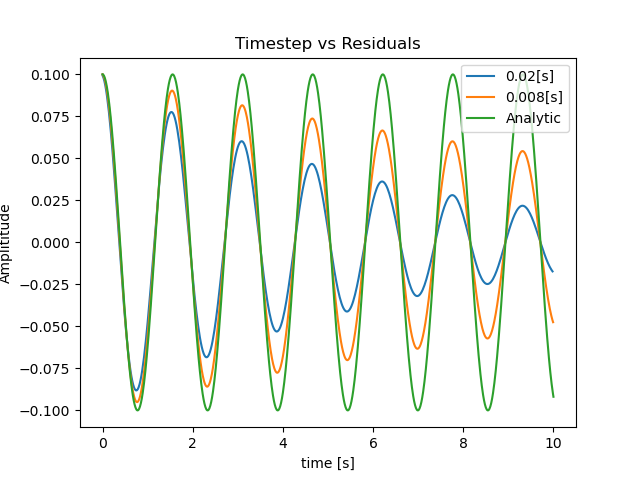 Timestep vs Residuals
0.100
0.075
0.050
0.025
0.000
−0.025
−0.050
−0.075
−0.100
Amplititude
0.02[s]
0.008[s]
Analytic
0 2 4 6 8 10
time [s]